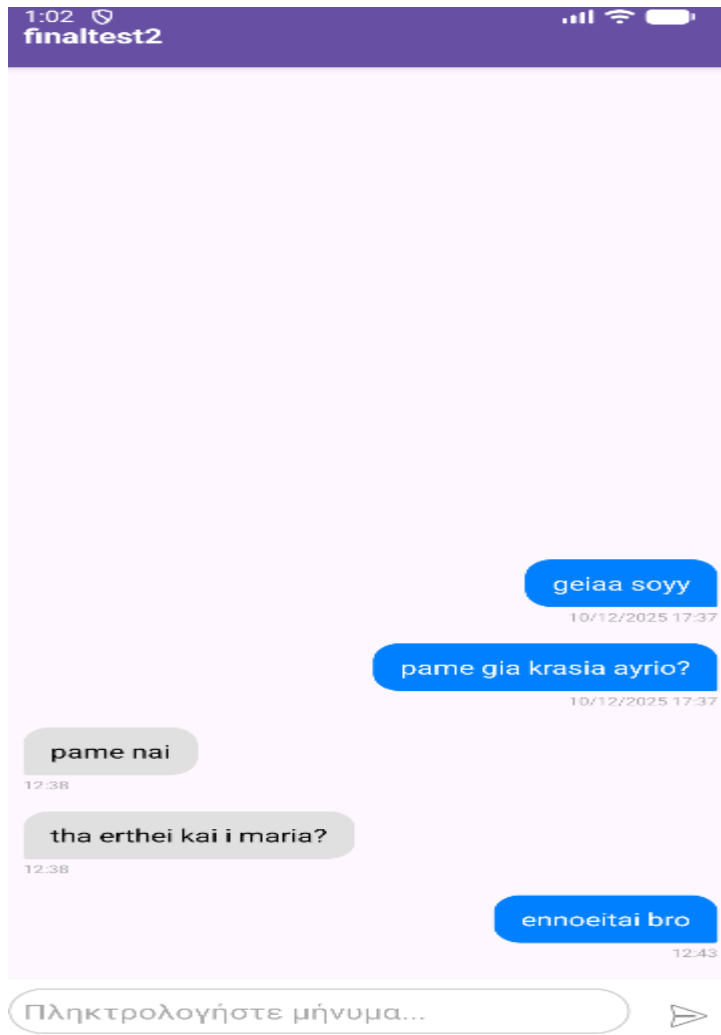 1:02
finaltest2
geiaa soyy
10/12/2025 17:37
pame gia krasia ayrio?
10/12/2025 17:37
pame nai
12:38
tha erthei kai i maria?
12:38
ennoeitai bro
12:43
Πληκτρολογήστε μήνυμα...